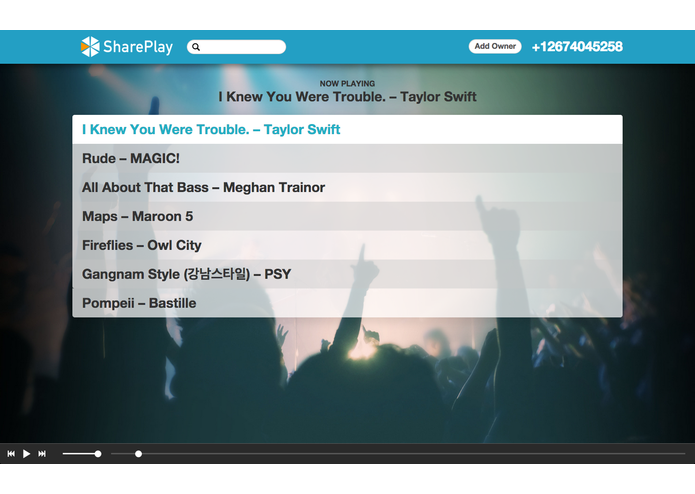 SharePlay
Add Owner
+12674045258
NOW PLAYING
I Knew You Were Trouble. – Taylor Swift
I Knew You Were Trouble. – Taylor Swift
Rude – MAGIC!
All About That Bass – Meghan Trainor
Maps – Maroon 5
Fireflies – Owl City
Gangnam Style (강남스타일) – PSY
Pompeii – Bastille